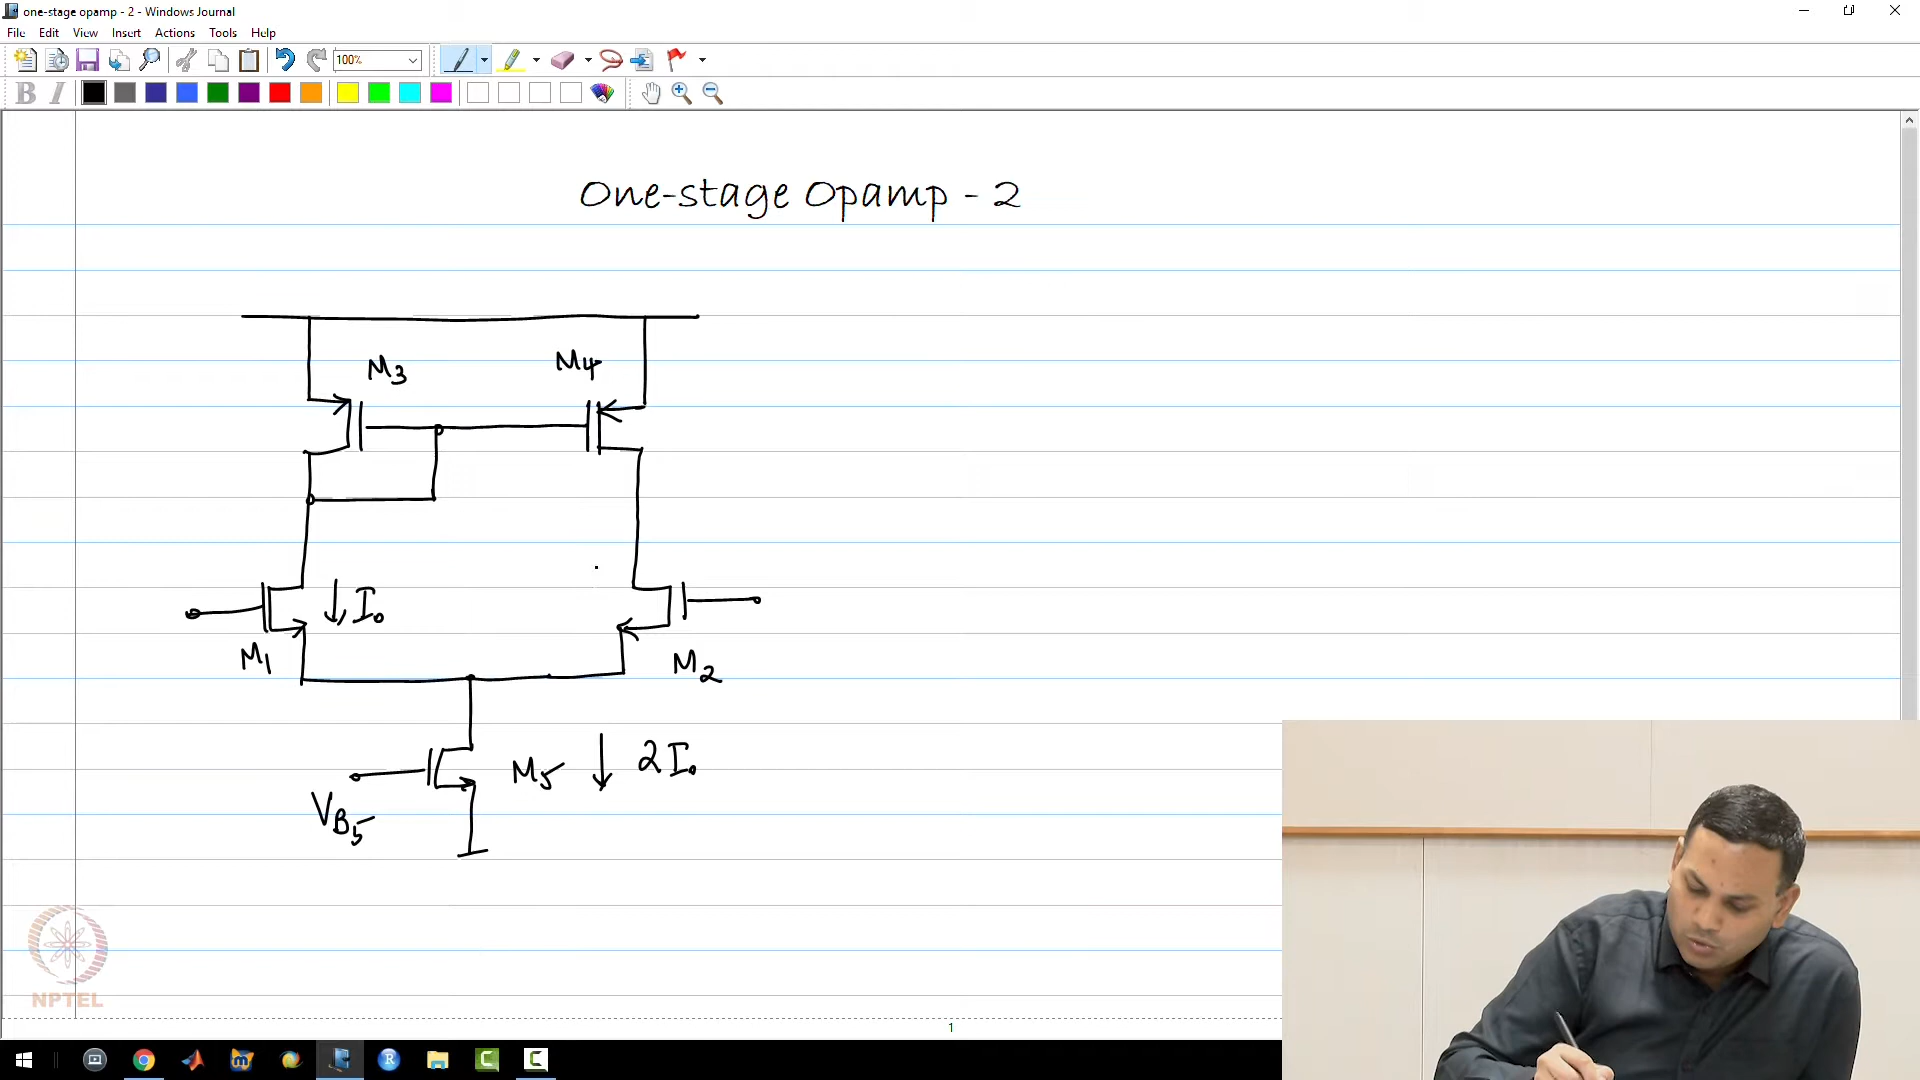 one-stage opamp - 2 - Windows Journal
File Edit View Insert Actions Tools Help
100%
B I
One-stage Opamp - 2
M3 M4
I₀
M1 M2
M5 2I₀
VB5
NPTEL
1